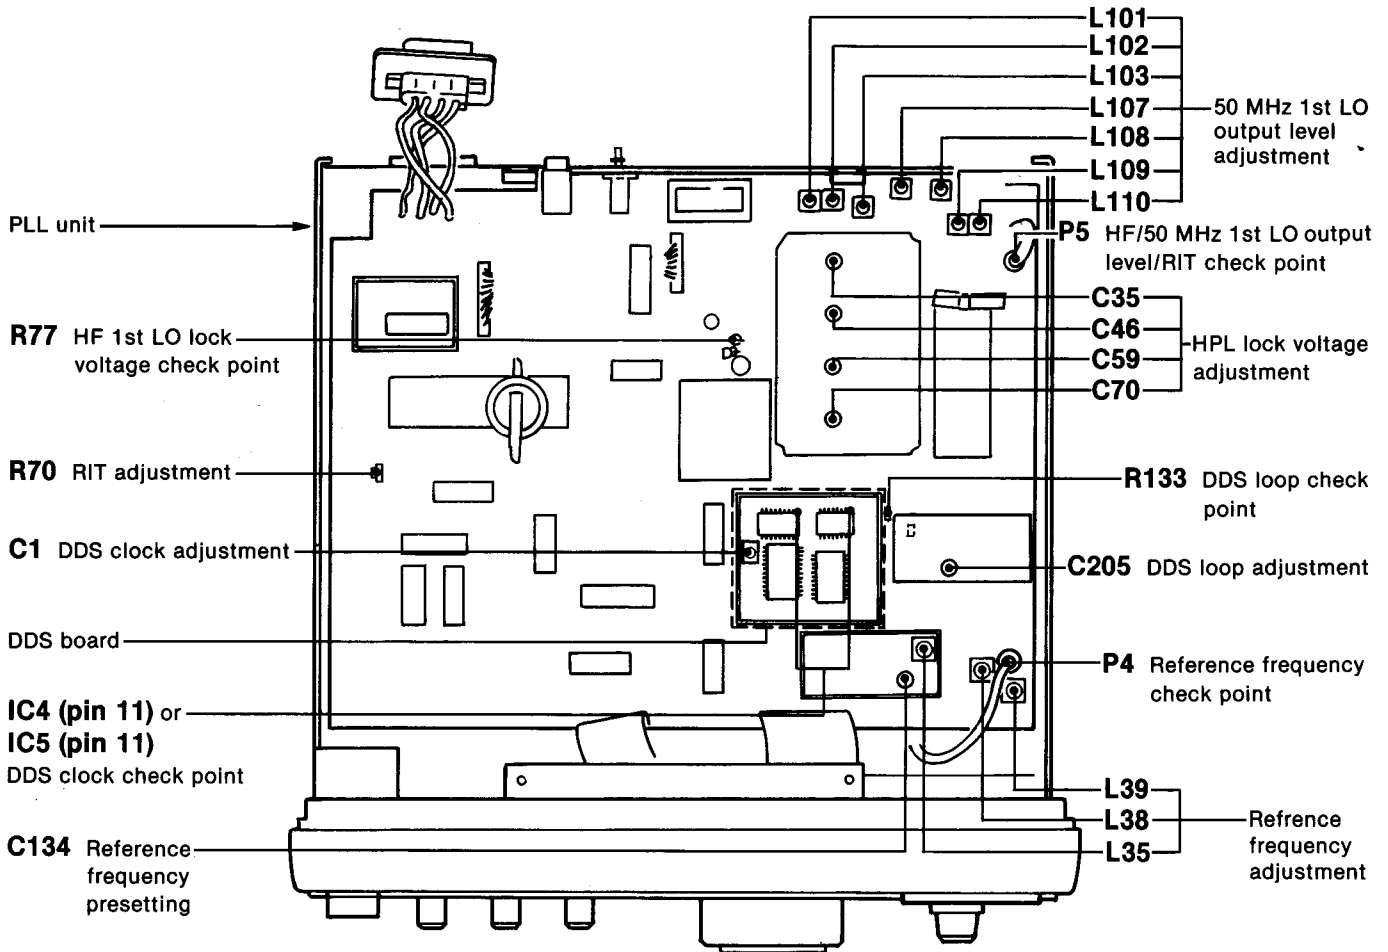 L101
L102
L103
L107
L108
L109
L110
50 MHz 1st LO
output level
adjustment
PLL unit
P5 HF/50 MHz 1st LO output
level/RIT check point
R77 HF 1st LO lock
voltage check point
C35
C46
C59
C70
HPL lock voltage
adjustment
R70 RIT adjustment
R133 DDS loop check
point
C1 DDS clock adjustment
C205 DDS loop adjustment
DDS board
P4 Reference frequency
check point
IC4 (pin 11) or
IC5 (pin 11)
DDS clock check point
L39
L38
L35
Refrence
frequency
adjustment
C134 Reference
frequency
presetting